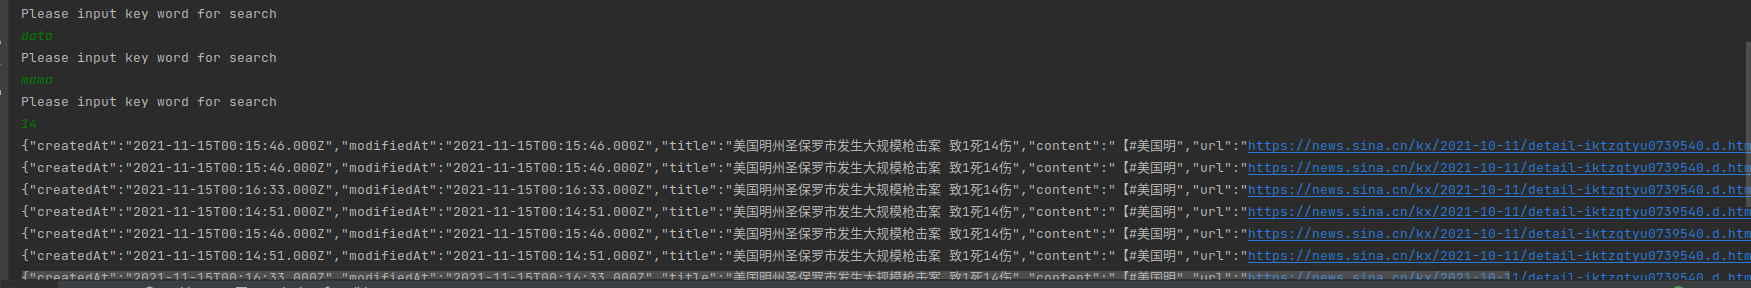 Please input key word for search
data
Please input key word for search
mama
Please input key word for search
14
{"createdAt":"2021-11-15T00:15:46.000Z","modifiedAt":"2021-11-15T00:15:46.000Z","title":"美国明州圣保罗市发生大规模枪击案 致1死14伤","content":"【#美国明","url":"https://news.sina.cn/kx/2021-10-11/detail-iktzqtyu0739540.d.htm
{"createdAt":"2021-11-15T00:15:46.000Z","modifiedAt":"2021-11-15T00:15:46.000Z","title":"美国明州圣保罗市发生大规模枪击案 致1死14伤","content":"【#美国明","url":"https://news.sina.cn/kx/2021-10-11/detail-iktzqtyu0739540.d.htm
{"createdAt":"2021-11-15T00:16:33.000Z","modifiedAt":"2021-11-15T00:16:33.000Z","title":"美国明州圣保罗市发生大规模枪击案 致1死14伤","content":"【#美国明","url":"https://news.sina.cn/kx/2021-10-11/detail-iktzqtyu0739540.d.htm
{"createdAt":"2021-11-15T00:14:51.000Z","modifiedAt":"2021-11-15T00:14:51.000Z","title":"美国明州圣保罗市发生大规模枪击案 致1死14伤","content":"【#美国明","url":"https://news.sina.cn/kx/2021-10-11/detail-iktzqtyu0739540.d.htm
{"createdAt":"2021-11-15T00:15:46.000Z","modifiedAt":"2021-11-15T00:15:46.000Z","title":"美国明州圣保罗市发生大规模枪击案 致1死14伤","content":"【#美国明","url":"https://news.sina.cn/kx/2021-10-11/detail-iktzqtyu0739540.d.htm
{"createdAt":"2021-11-15T00:14:51.000Z","modifiedAt":"2021-11-15T00:14:51.000Z","title":"美国明州圣保罗市发生大规模枪击案 致1死14伤","content":"【#美国明","url":"https://news.sina.cn/kx/2021-10-11/detail-iktzqtyu0739540.d.htm
{"createdAt":"2021-11-15T00:16:33.000Z","modifiedAt":"2021-11-15T00:16:33.000Z","title":"美国明州圣保罗市发生大规模枪击案 致1死14伤","content":"【#美国明","url":"https://news.sina.cn/kx/2021-10-11/detail-iktzqtyu0739540.d.htm